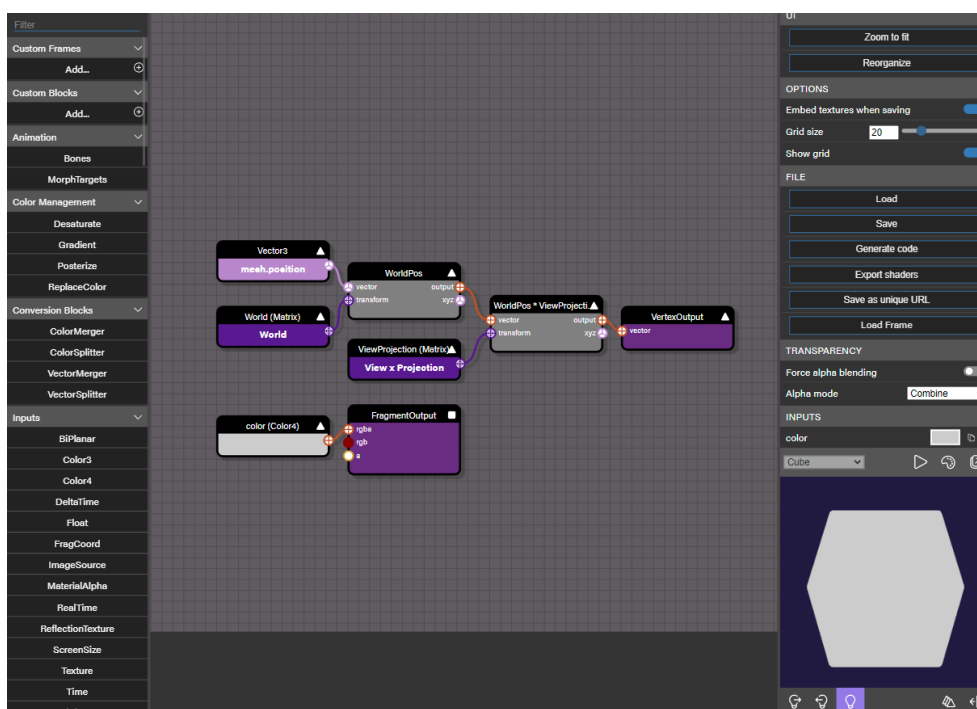 Filter
Custom Frames
Add...
Custom Blocks
Add...
Animation
Bones
MorphTargets
Color Management
Desaturate
Gradient
Posterize
ReplaceColor
Conversion Blocks
ColorMerger
ColorSplitter
VectorMerger
VectorSplitter
Inputs
BiPlanar
Color3
Color4
DeltaTime
Float
FragCoord
ImageSource
MaterialAlpha
RealTime
ReflectionTexture
ScreenSize
Texture
Time
Vector3
mesh.position
World (Matrix)
World
WorldPos
vector output
transform xyz
ViewProjection (Matrix)
View x Projection
WorldPos * ViewProjecti
vector output
transform xyz
VertexOutput
vector
color (Color4)
FragmentOutput
rgba
rgb
a
UI
Zoom to fit
Reorganize
OPTIONS
Embed textures when saving
Grid size 20
Show grid
FILE
Load
Save
Generate code
Export shaders
Save as unique URL
Load Frame
TRANSPARENCY
Force alpha blending
Alpha mode Combine
INPUTS
color
Cube